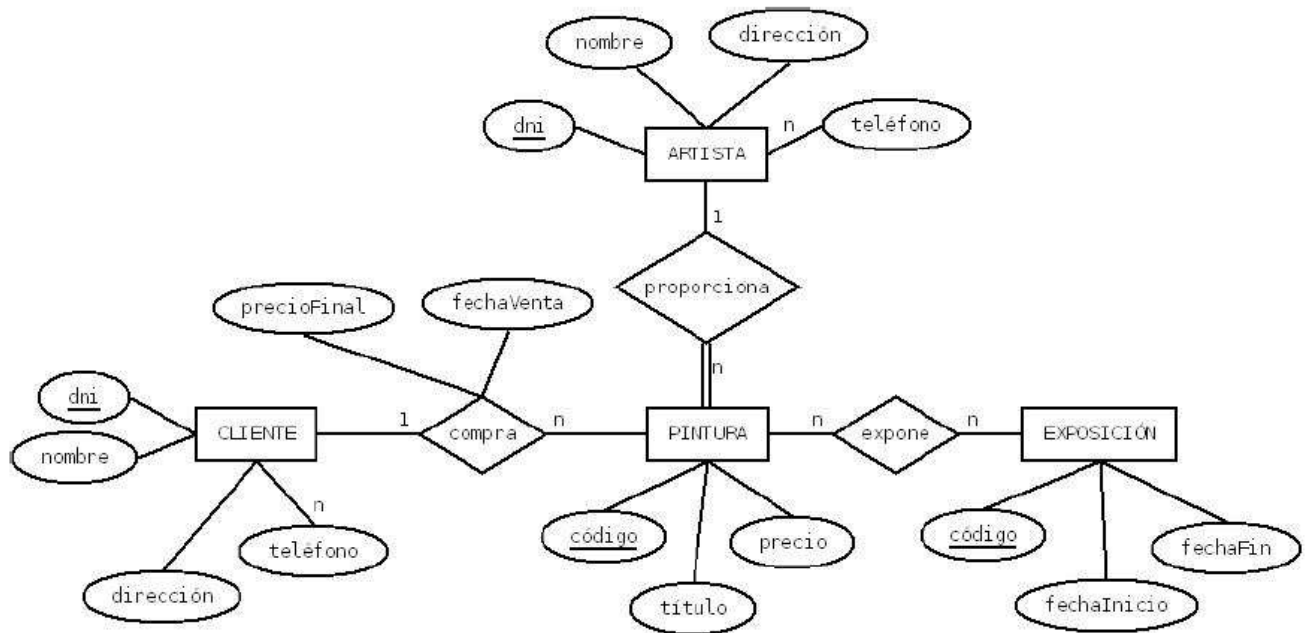 nombre
dirección
dni
n
teléfono
ARTISTA
1
proporciona
precioFinal
fechaVenta
n
dni
CLIENTE
1
compra
n
PINTURA
n
expone
n
EXPOSICIÓN
nombre
n
teléfono
dirección
código
precio
título
código
fechaFin
fechaInicio